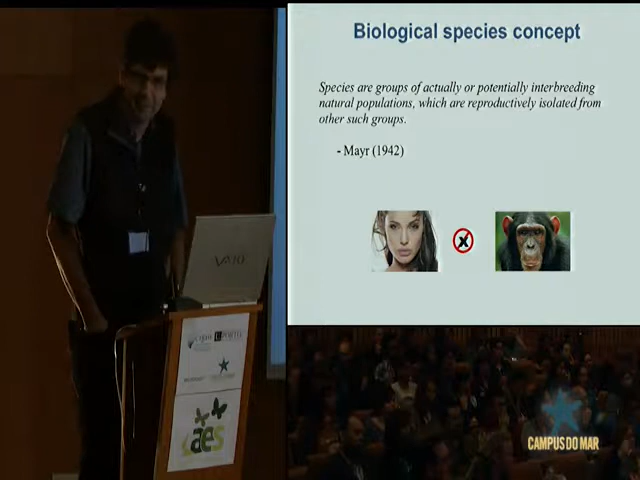 Biological species concept
Species are groups of actually or potentially interbreeding
natural populations, which are reproductively isolated from
other such groups.
- Mayr (1942)
x
VAIO
aes
CAMPUS DO MAR